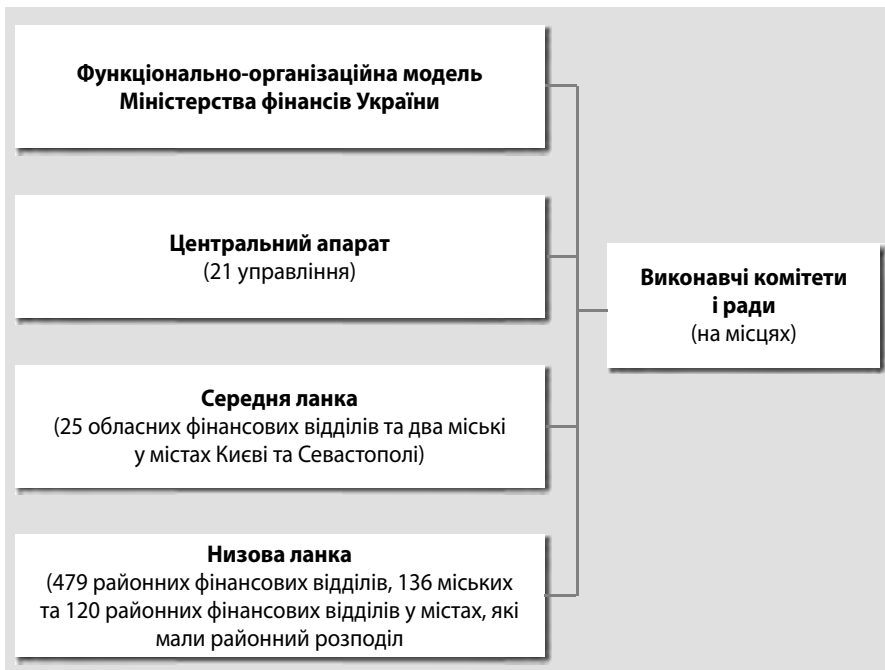 Функціонально-організаційна модель
Міністерства фінансів України
Центральний апарат
(21 управління)
Середня ланка
(25 обласних фінансових відділів та два міські
у містах Києві та Севастополі)
Низова ланка
(479 районних фінансових відділів, 136 міських
та 120 районних фінансових відділів у містах, які
мали районний розподіл
Виконавчі комітети
і ради
(на місцях)